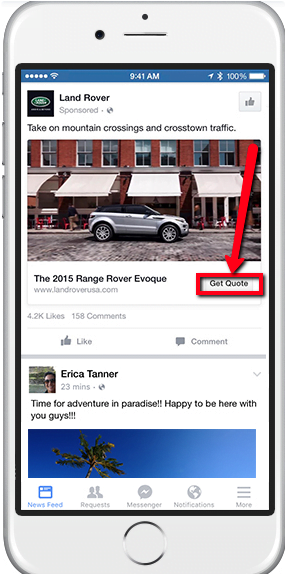 9:41 AM
100%
Land Rover
Sponsored ·
Take on mountain crossings and crosstown traffic.
The 2015 Range Rover Evoque
www.landroverusa.com
Get Quote
4.2K Likes 158 Comments
Like Comment
Erica Tanner
23 mins ·
Time for adventure in paradise!! Happy to be here with
you guys!!!
News Feed Requests Messenger Notifications More